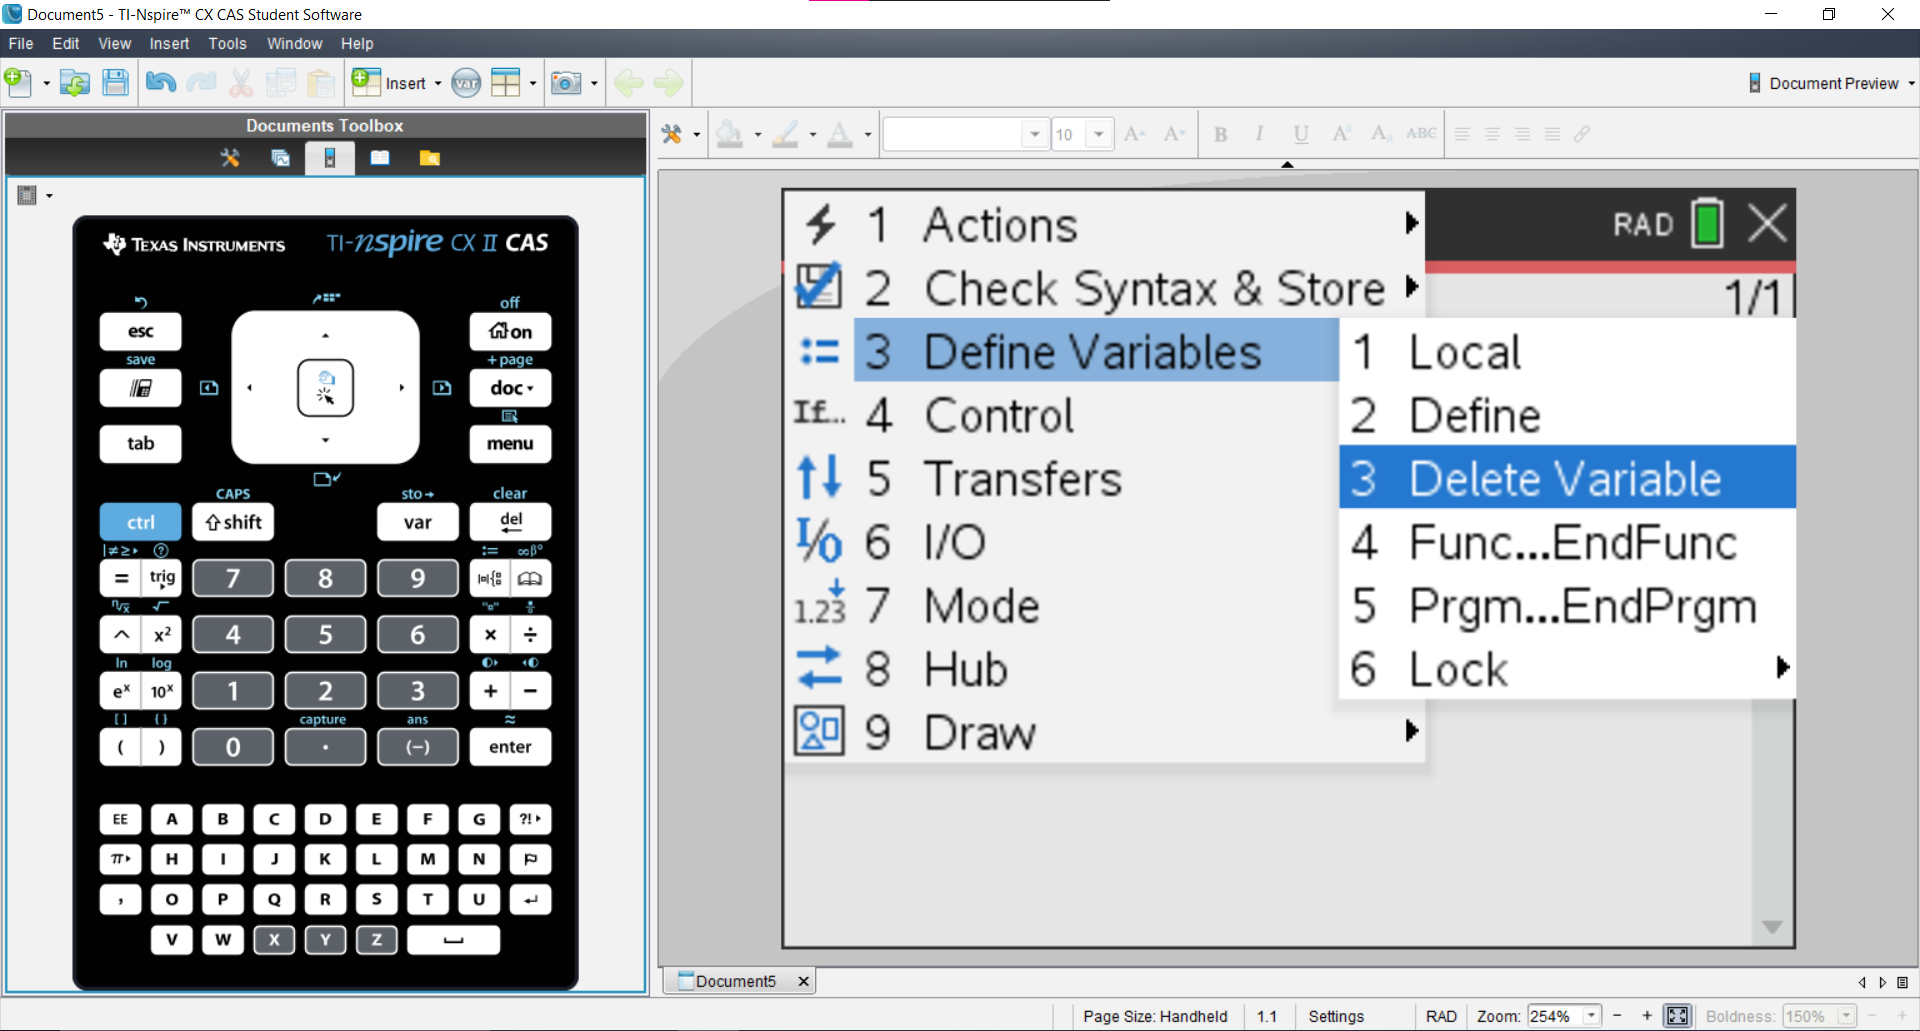 Document5 - TI-Nspire™ CX CAS Student Software
File Edit View Insert Tools Window Help
Insert var Document Preview
Documents Toolbox
10 A A B I U A A ABC
TEXAS INSTRUMENTS TI-nspire CX II CAS
off
esc on
save + page
doc
tab menu
CAPS sto→ clear
ctrl shift var del
|≠≥▸ ? := ∞β°
= trig 7 8 9 |□|{
ⁿ√x √ "□"
^ x² 4 5 6 × ÷
ln log
eˣ 10ˣ 1 2 3 + −
[ ] { } capture ans ≈
( ) 0 . (−) enter
EE A B C D E F G ?!▸
π▸ H I J K L M N
, O P Q R S T U
V W X Y Z
RAD
1/1
1 Actions
2 Check Syntax & Store
3 Define Variables
If... 4 Control
5 Transfers
I/O 6 I/O
1.23 7 Mode
8 Hub
9 Draw
1 Local
2 Define
3 Delete Variable
4 Func...EndFunc
5 Prgm...EndPrgm
6 Lock
Document5
Page Size: Handheld 1.1 Settings RAD Zoom: 254% − + Boldness: 150% − +